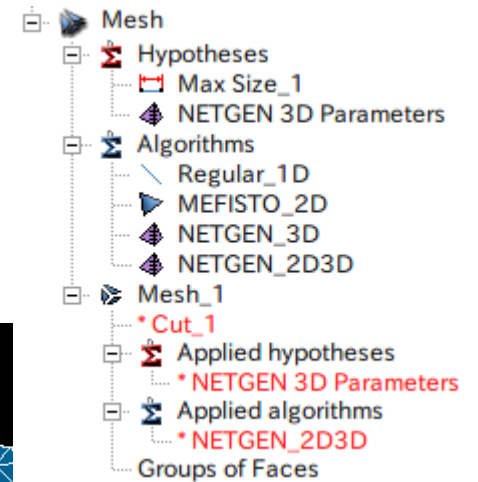 Mesh
Hypotheses
Max Size_1
NETGEN 3D Parameters
Algorithms
Regular_1D
MEFISTO_2D
NETGEN_3D
NETGEN_2D3D
Mesh_1
* Cut_1
Applied hypotheses
* NETGEN 3D Parameters
Applied algorithms
* NETGEN_2D3D
Groups of Faces